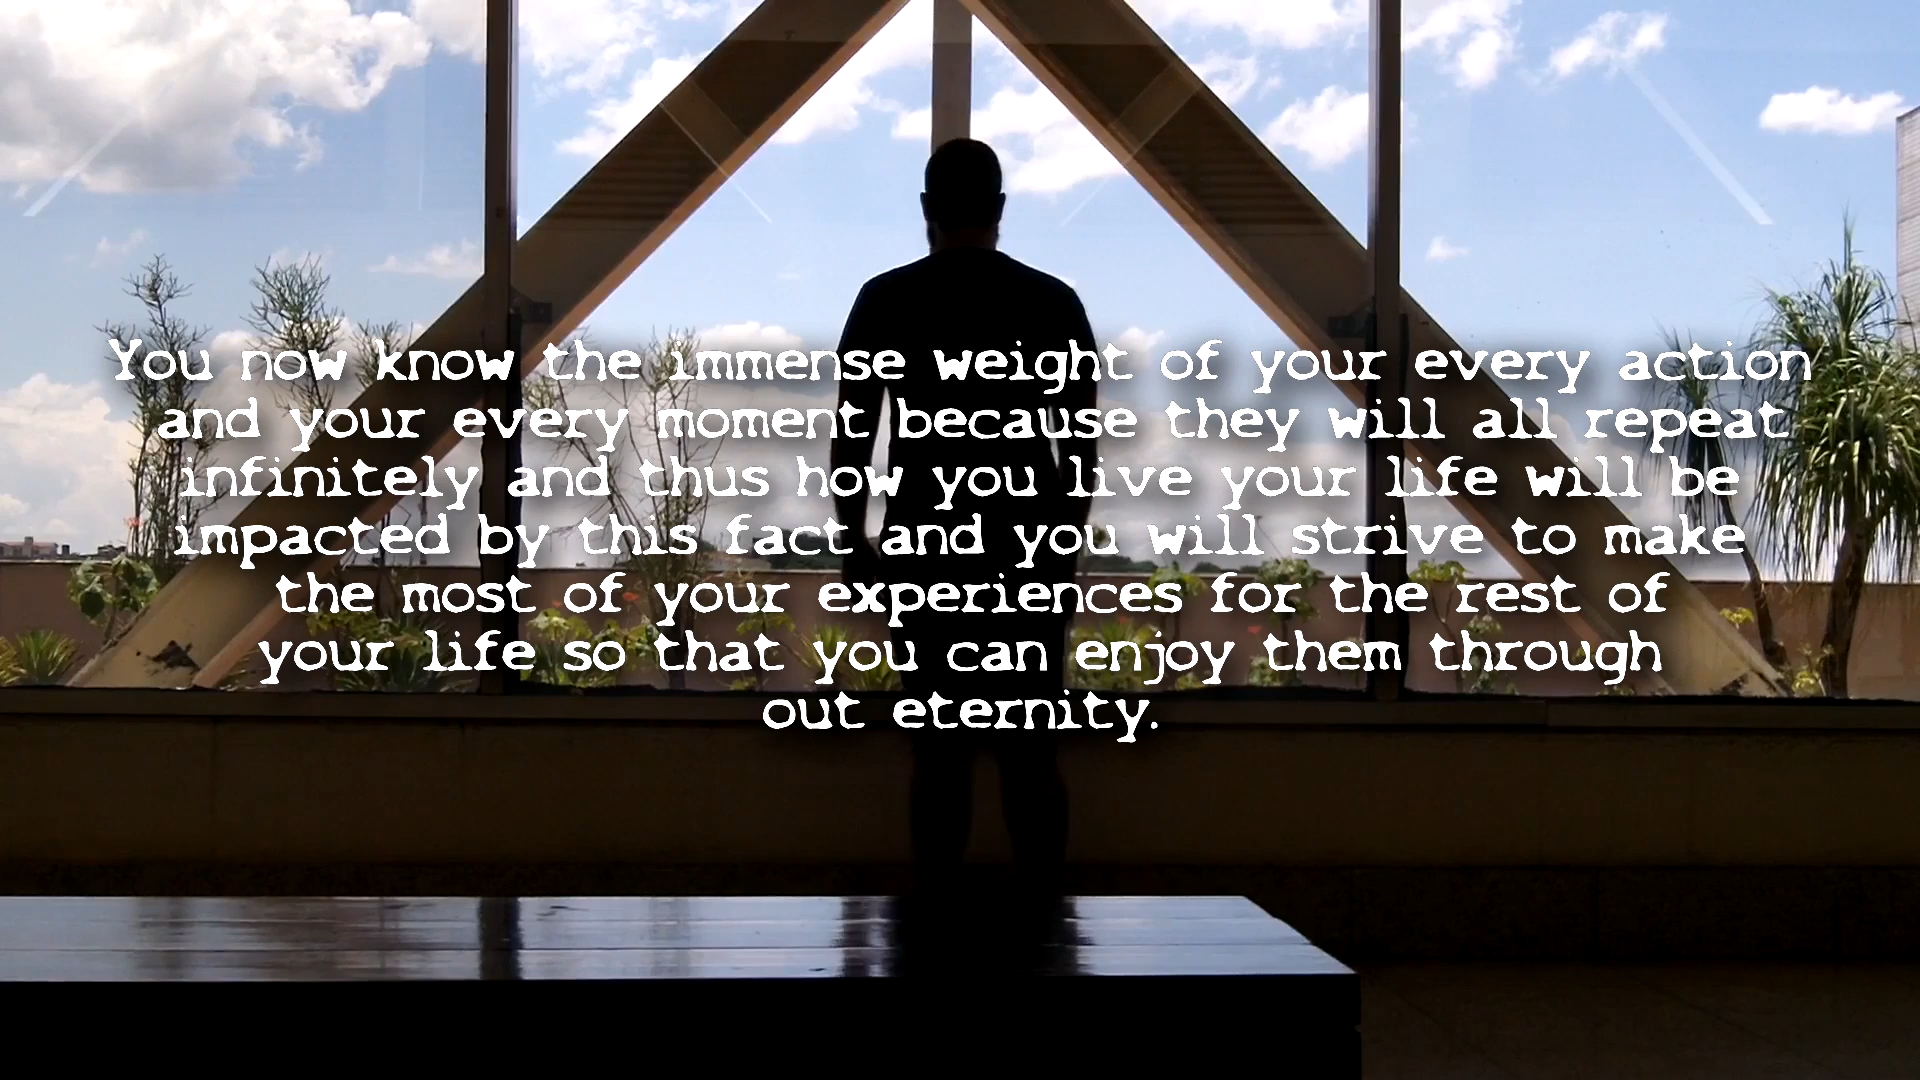 You now know the immense weight of your every action
and your every moment because they will all repeat
infinitely and thus how you live your life will be
impacted by this fact and you will strive to make
the most of your experiences for the rest of
your life so that you can enjoy them through
out eternity.